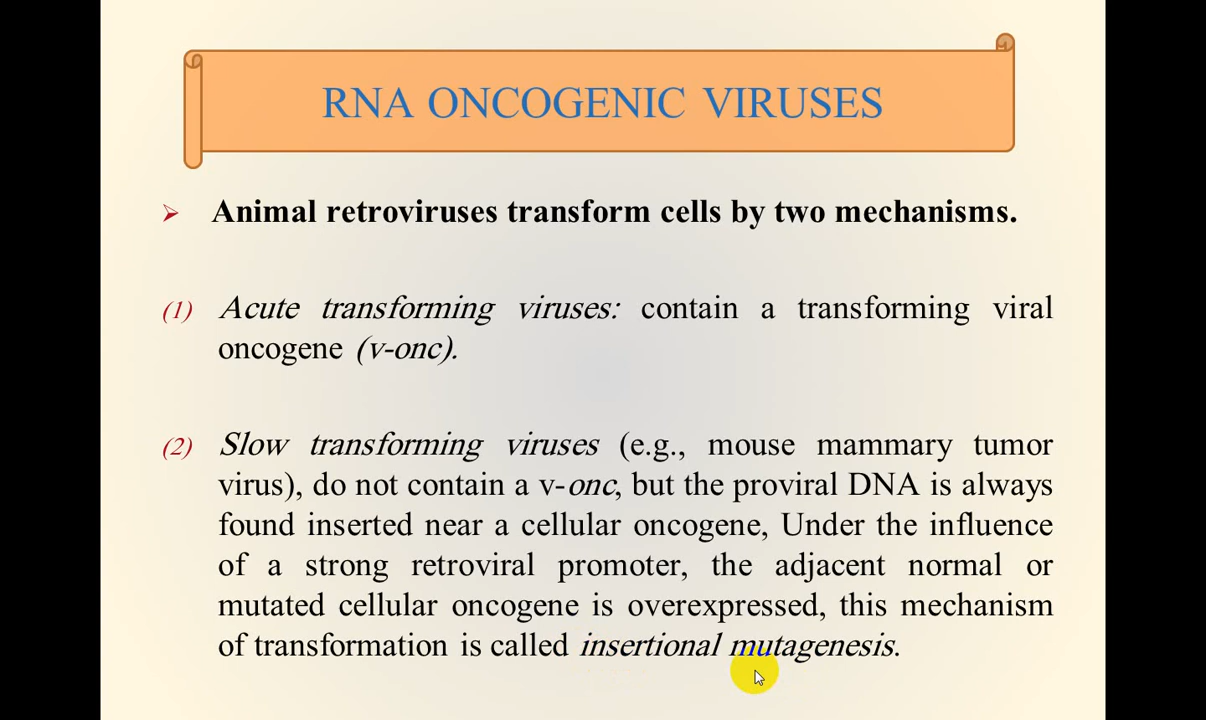 RNA ONCOGENIC VIRUSES
➢ Animal retroviruses transform cells by two mechanisms.
(1) Acute transforming viruses: contain a transforming viral
oncogene (v-onc).
(2) Slow transforming viruses (e.g., mouse mammary tumor
virus), do not contain a v-onc, but the proviral DNA is always
found inserted near a cellular oncogene, Under the influence
of a strong retroviral promoter, the adjacent normal or
mutated cellular oncogene is overexpressed, this mechanism
of transformation is called insertional mutagenesis.